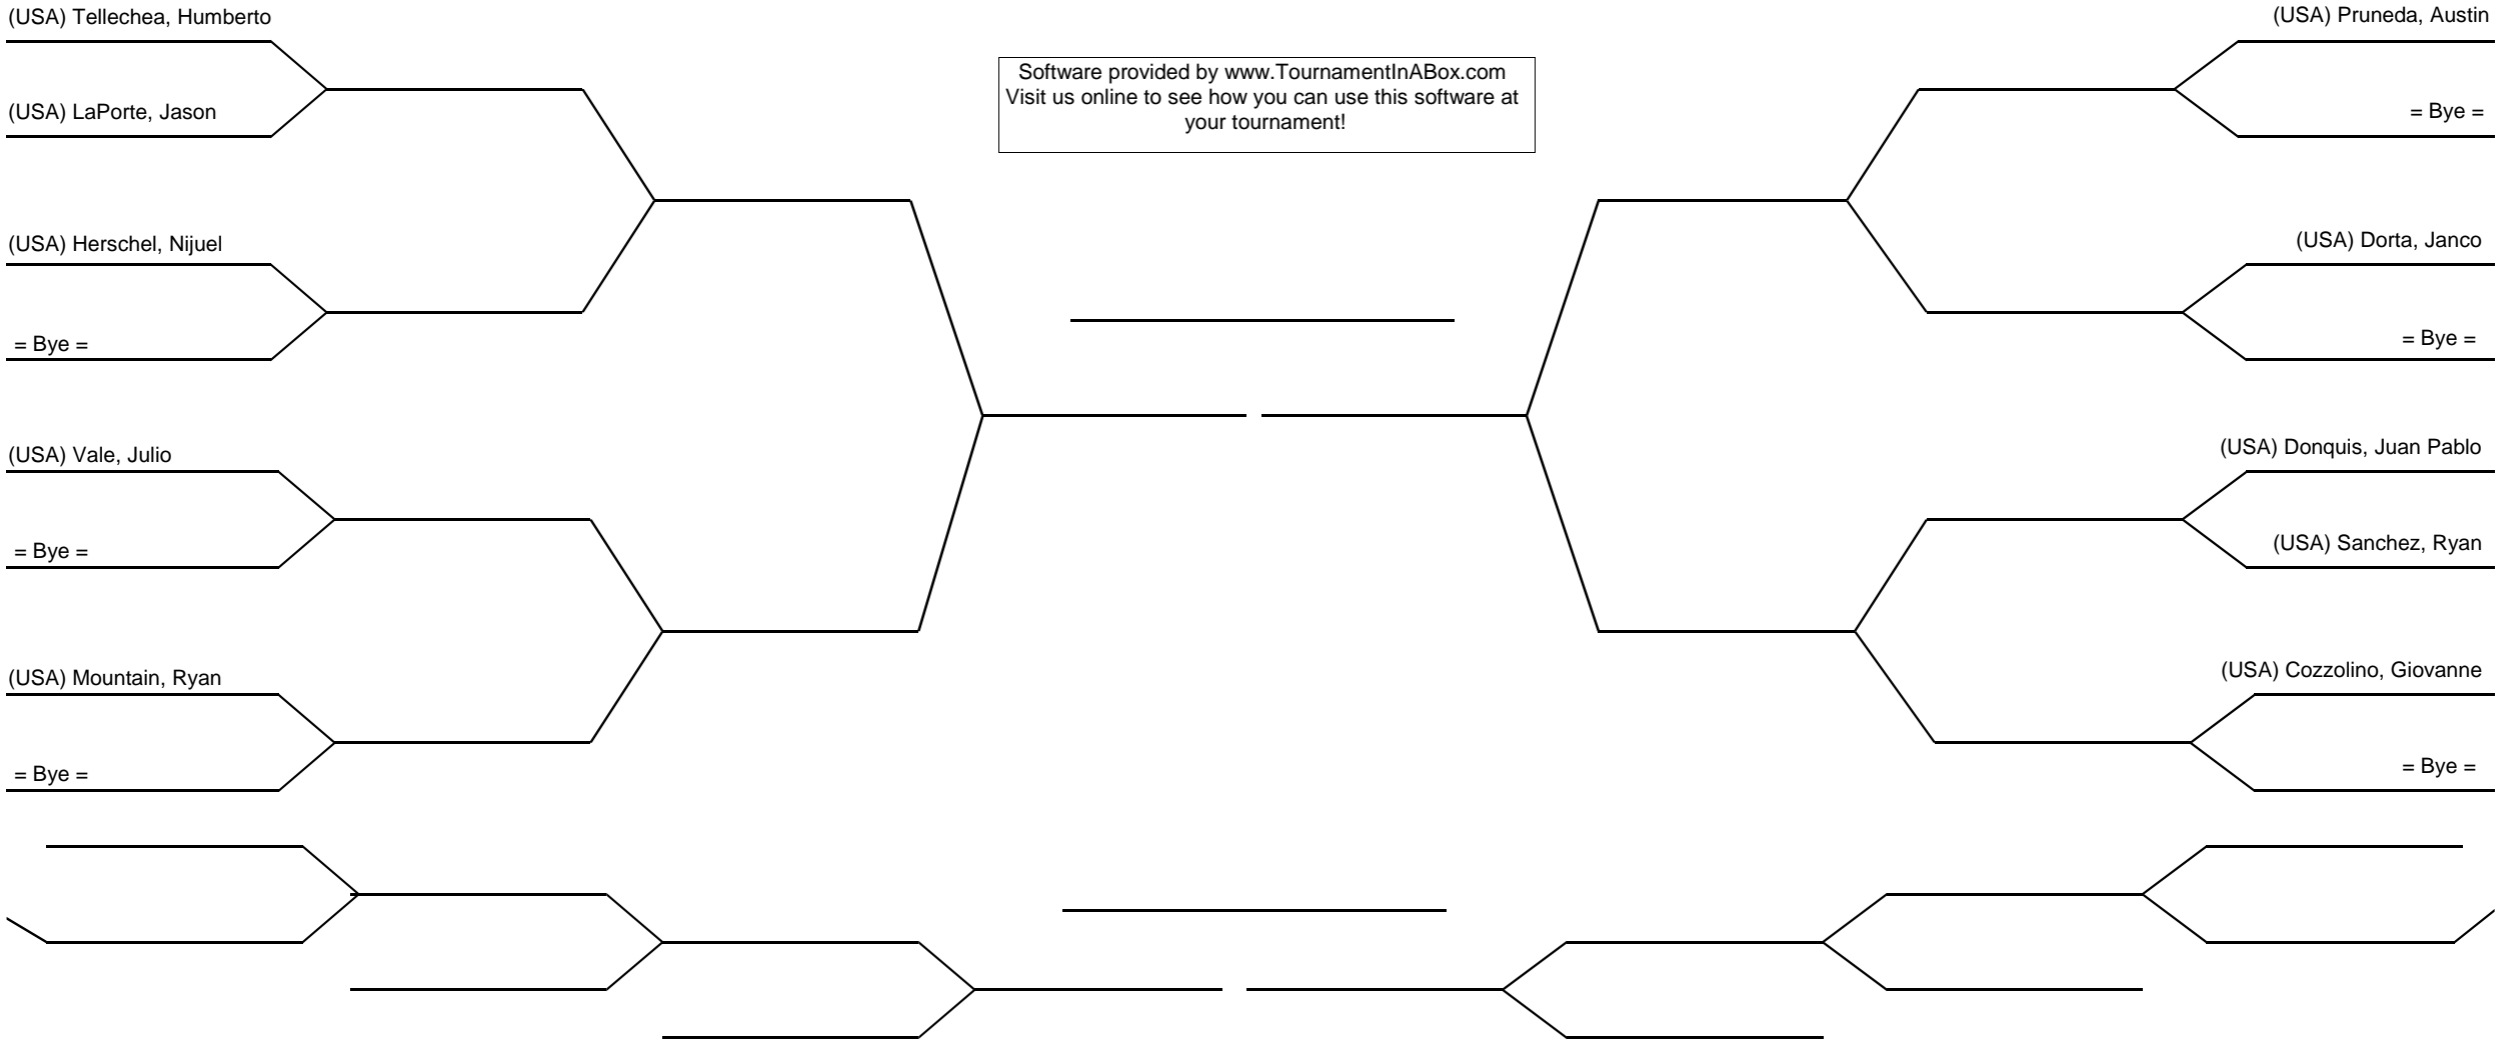 (USA) Tellechea, Humberto
(USA) LaPorte, Jason
(USA) Herschel, Nijuel
= Bye =
(USA) Vale, Julio
= Bye =
(USA) Mountain, Ryan
= Bye =
Software provided by www.TournamentInABox.com
Visit us online to see how you can use this software at
your tournament!
(USA) Pruneda, Austin
= Bye =
(USA) Dorta, Janco
= Bye =
(USA) Donquis, Juan Pablo
(USA) Sanchez, Ryan
(USA) Cozzolino, Giovanne
= Bye =